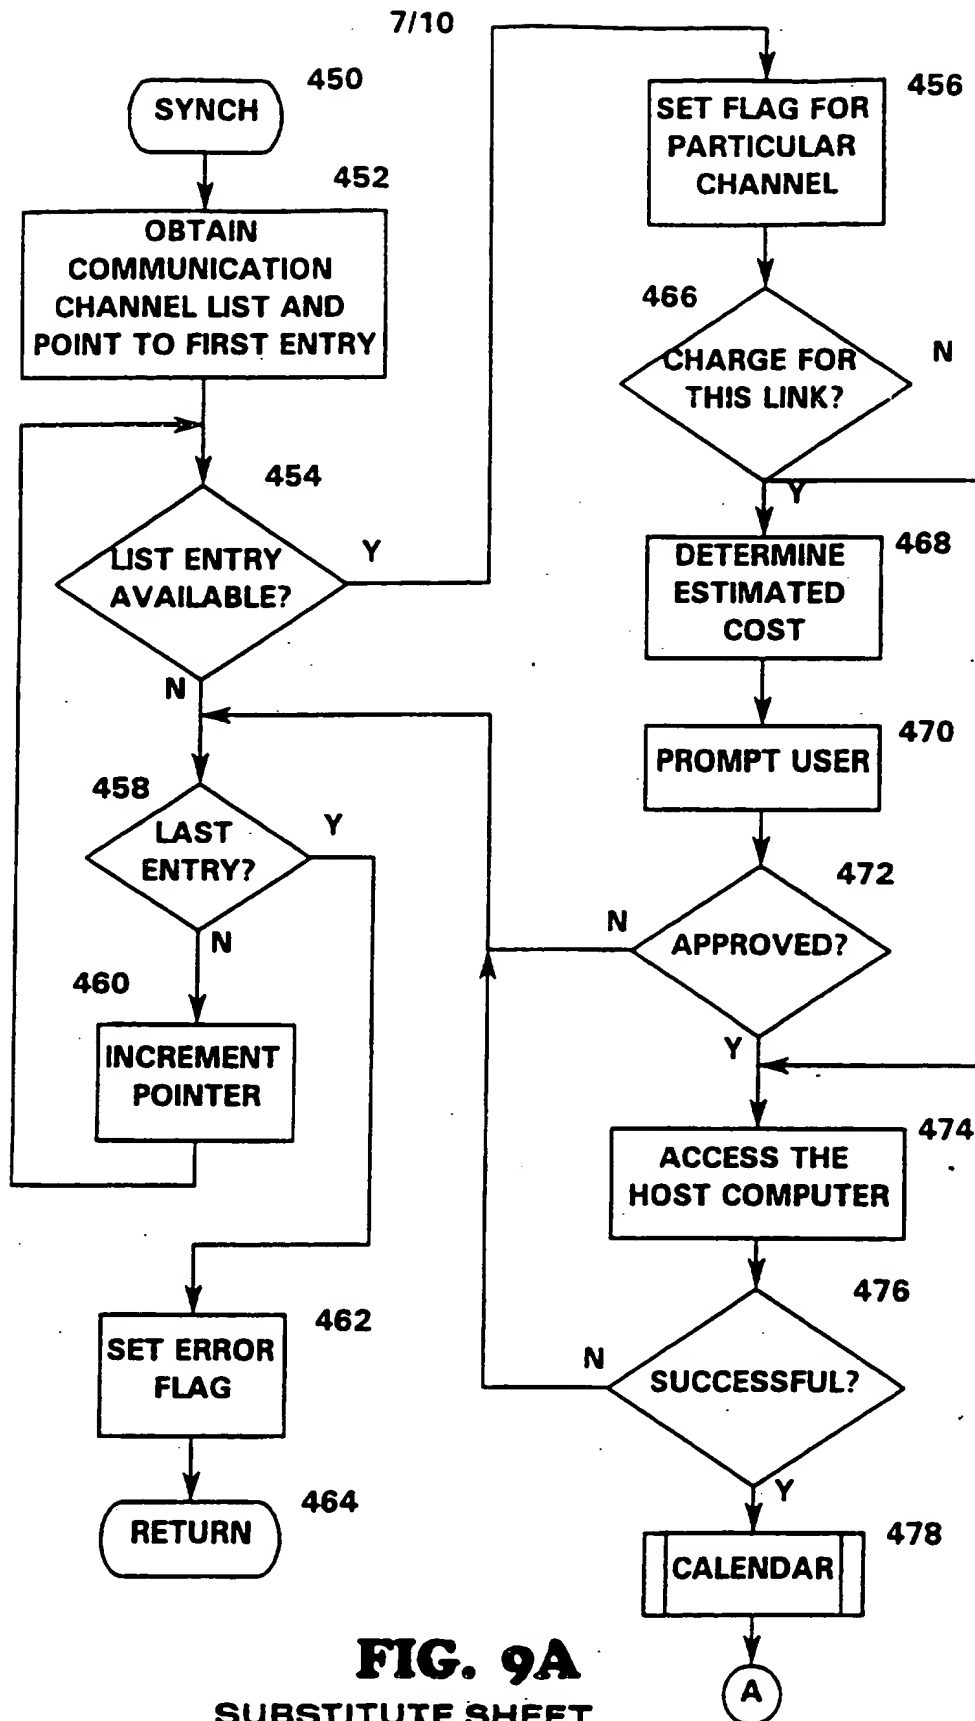 7/10
450
SYNCH
452
OBTAIN
COMMUNICATION
CHANNEL LIST AND
POINT TO FIRST ENTRY
454
LIST ENTRY
AVAILABLE?
Y
N
458
LAST
ENTRY?
Y
N
460
INCREMENT
POINTER
462
SET ERROR
FLAG
464
RETURN
456
SET FLAG FOR
PARTICULAR
CHANNEL
466
CHARGE FOR
THIS LINK?
N
Y
468
DETERMINE
ESTIMATED
COST
470
PROMPT USER
472
APPROVED?
N
Y
474
ACCESS THE
HOST COMPUTER
476
SUCCESSFUL?
N
Y
478
CALENDAR
A
FIG. 9A
SUBSTITUTE SHEET